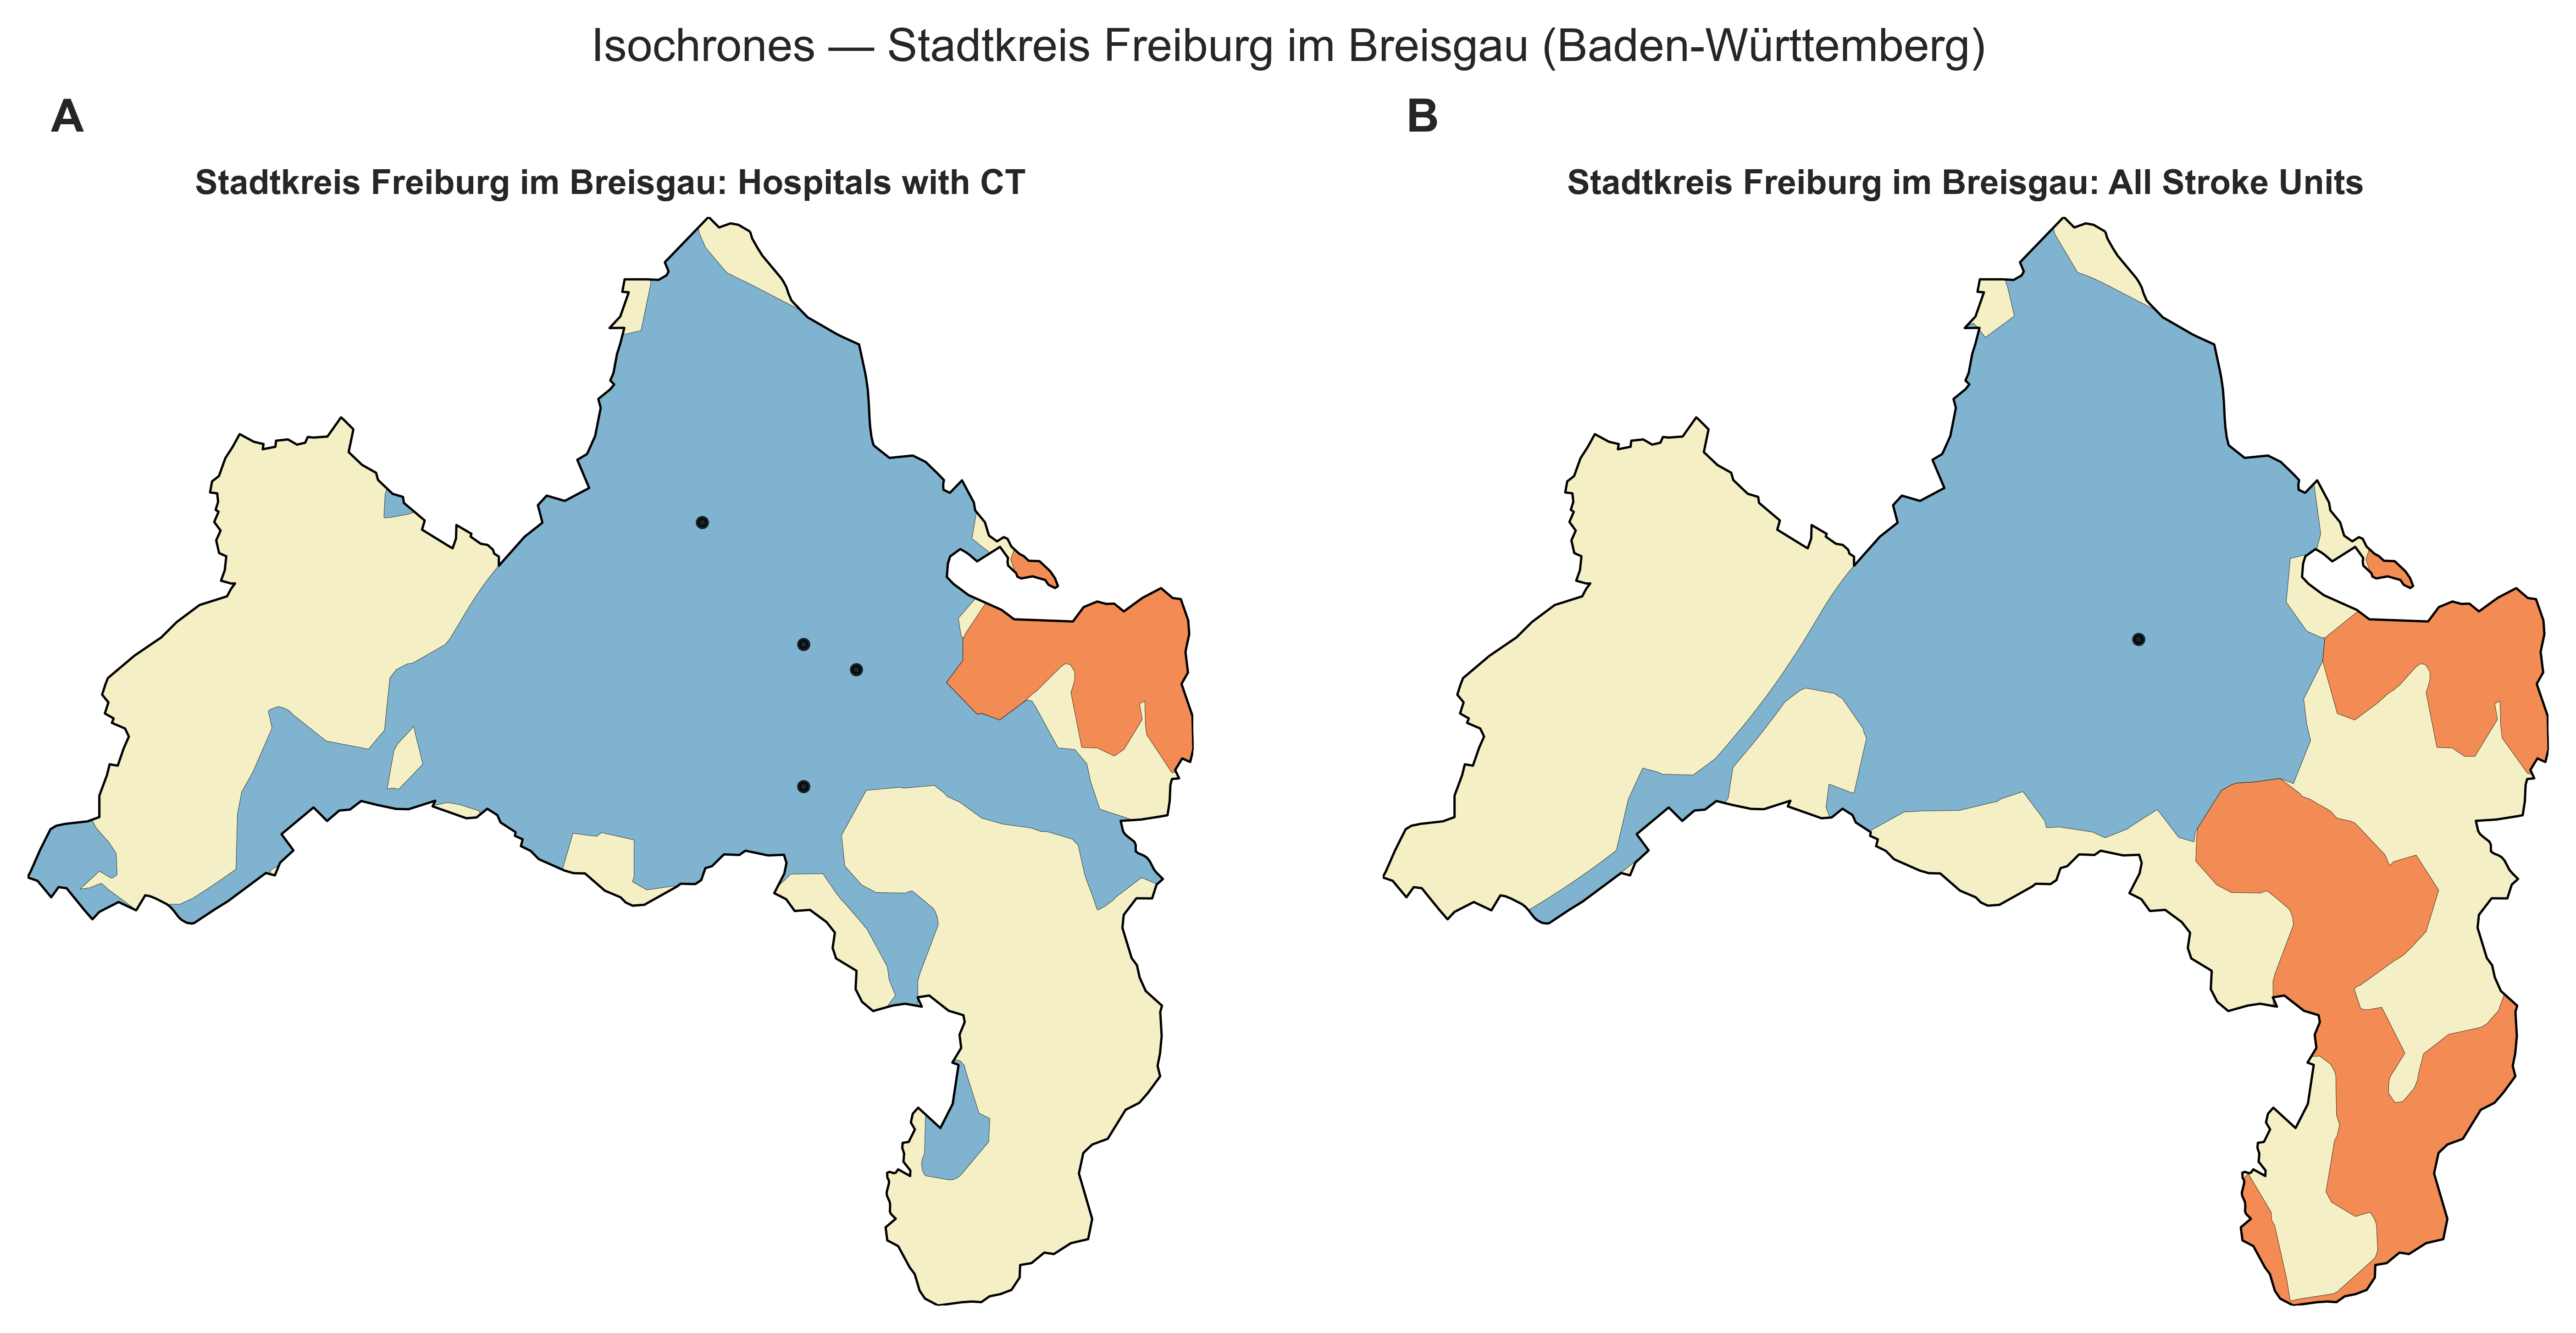 Isochrones — Stadtkreis Freiburg im Breisgau (Baden-Württemberg)
A
B
Stadtkreis Freiburg im Breisgau: Hospitals with CT
Stadtkreis Freiburg im Breisgau: All Stroke Units